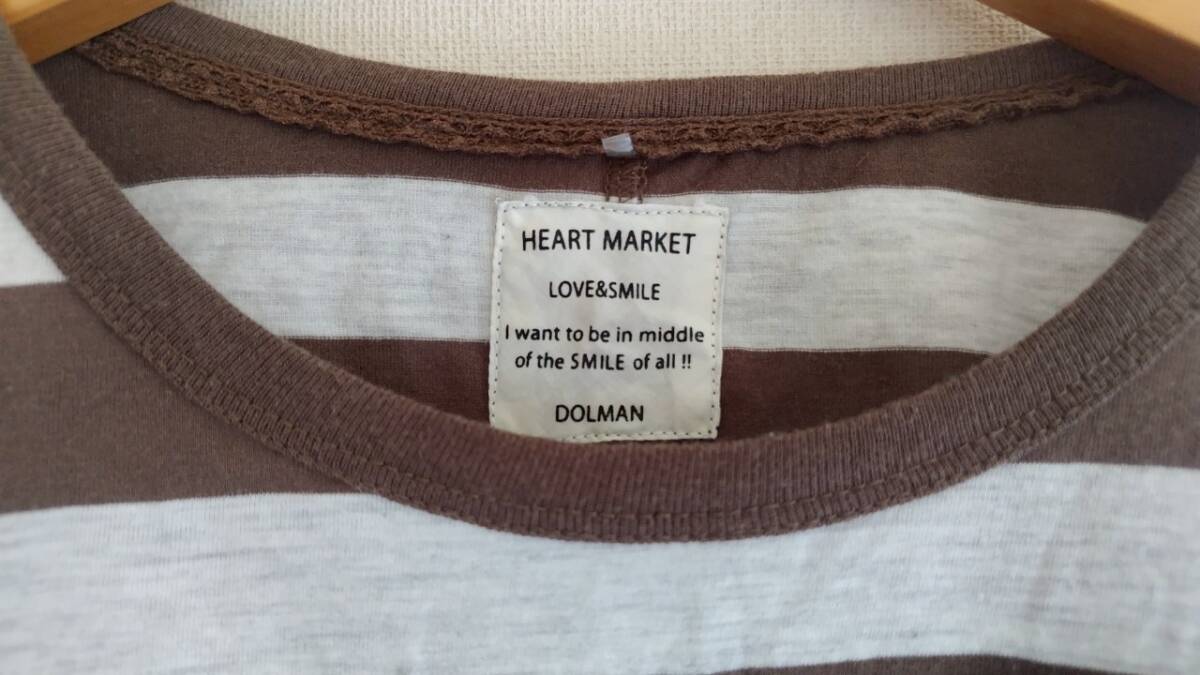 HEART MARKET
LOVE&SMILE
I want to be in middle
of the SMILE of all !!
DOLMAN